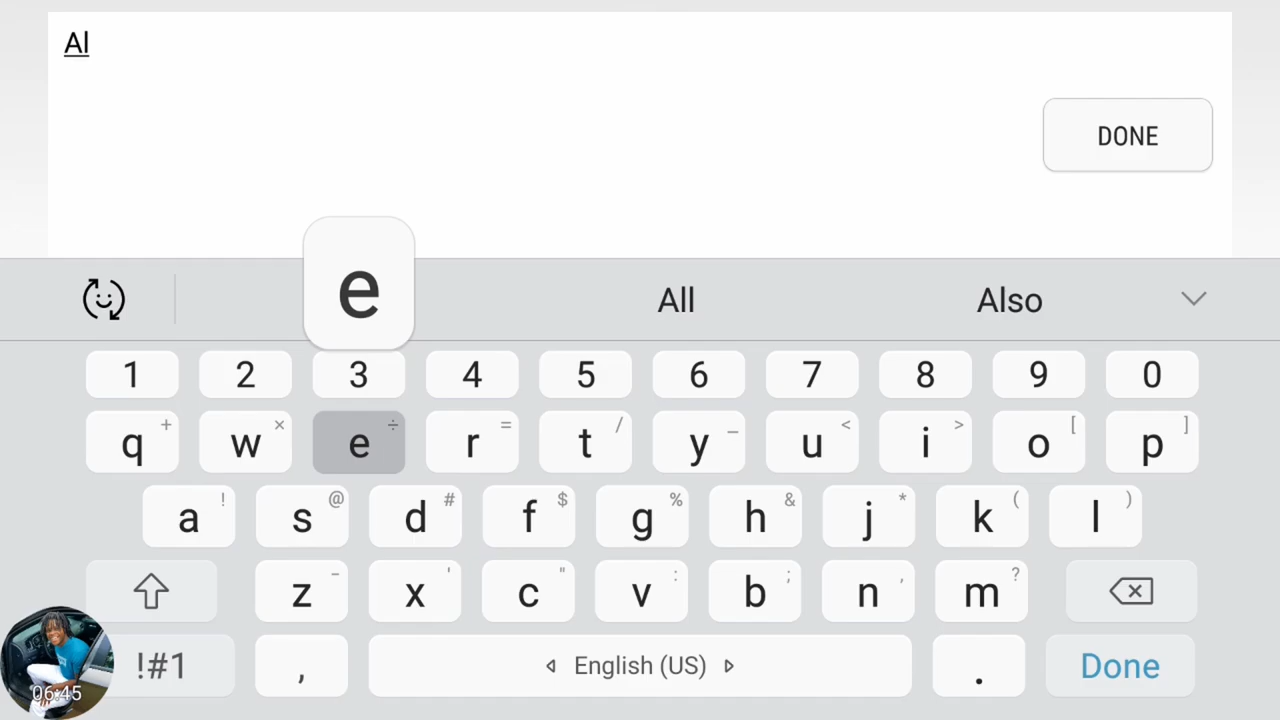 Al
DONE
e
All Also
1 2 3 4 5 6 7 8 9 0
q + w × e ÷ r = t / y _ u < i > o [ p ]
a ! s @ d # f $ g % h & j * k ( l )
z - x ' c " v : b ; n , m ?
!#1 , English (US) . Done
06:45